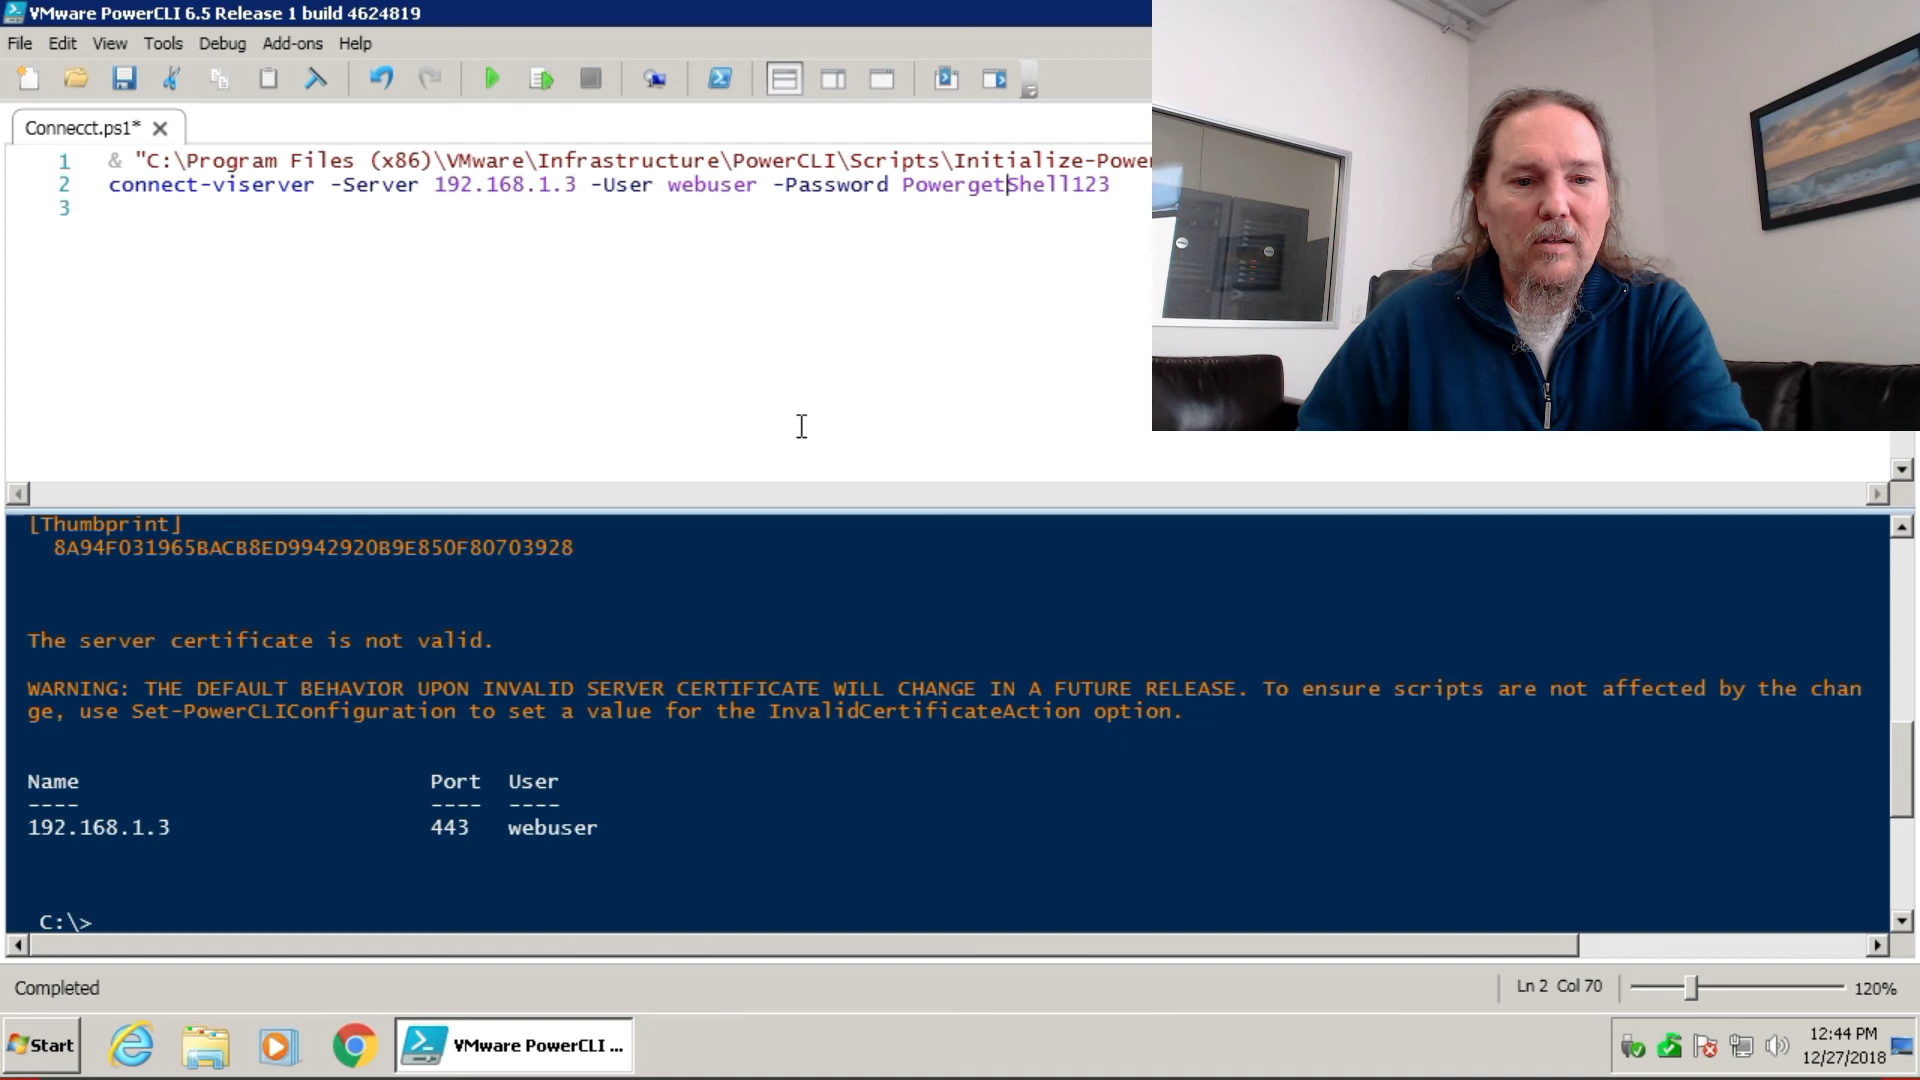 VMware PowerCLI 6.5 Release 1 build 4624819
File Edit View Tools Debug Add-ons Help
Connecct.ps1*
1 & "C:\Program Files (x86)\VMware\Infrastructure\PowerCLI\Scripts\Initialize-Power
2 connect-viserver -Server 192.168.1.3 -User webuser -Password PowergetShell123
3
[Thumbprint]
8A94F031965BACB8ED9942920B9E850F80703928
The server certificate is not valid.
WARNING: THE DEFAULT BEHAVIOR UPON INVALID SERVER CERTIFICATE WILL CHANGE IN A FUTURE RELEASE. To ensure scripts are not affected by the chan
ge, use Set-PowerCLIConfiguration to set a value for the InvalidCertificateAction option.
Name Port User
---- ---- ----
192.168.1.3 443 webuser
C:\>
Completed Ln 2 Col 70 120%
Start VMware PowerCLI ... 12:44 PM
12/27/2018